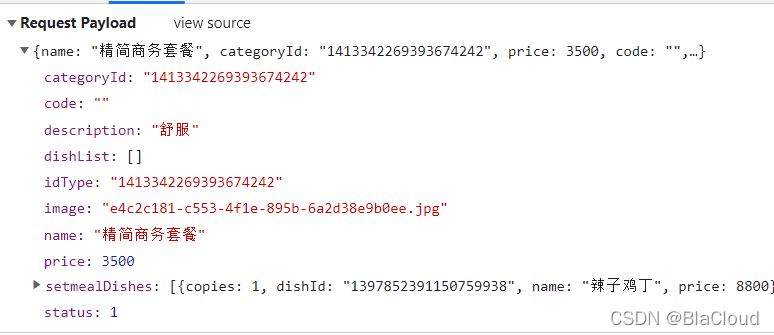 Request Payload view source
{name: "精简商务套餐", categoryId: "1413342269393674242", price: 3500, code: "",…}
categoryId: "1413342269393674242"
code: ""
description: "舒服"
dishList: []
idType: "1413342269393674242"
image: "e4c2c181-c553-4f1e-895b-6a2d38e9b0ee.jpg"
name: "精简商务套餐"
price: 3500
setmealDishes: [{copies: 1, dishId: "1397852391150759938", name: "辣子鸡丁", price: 8800}
status: 1
CSDN @BlaCloud